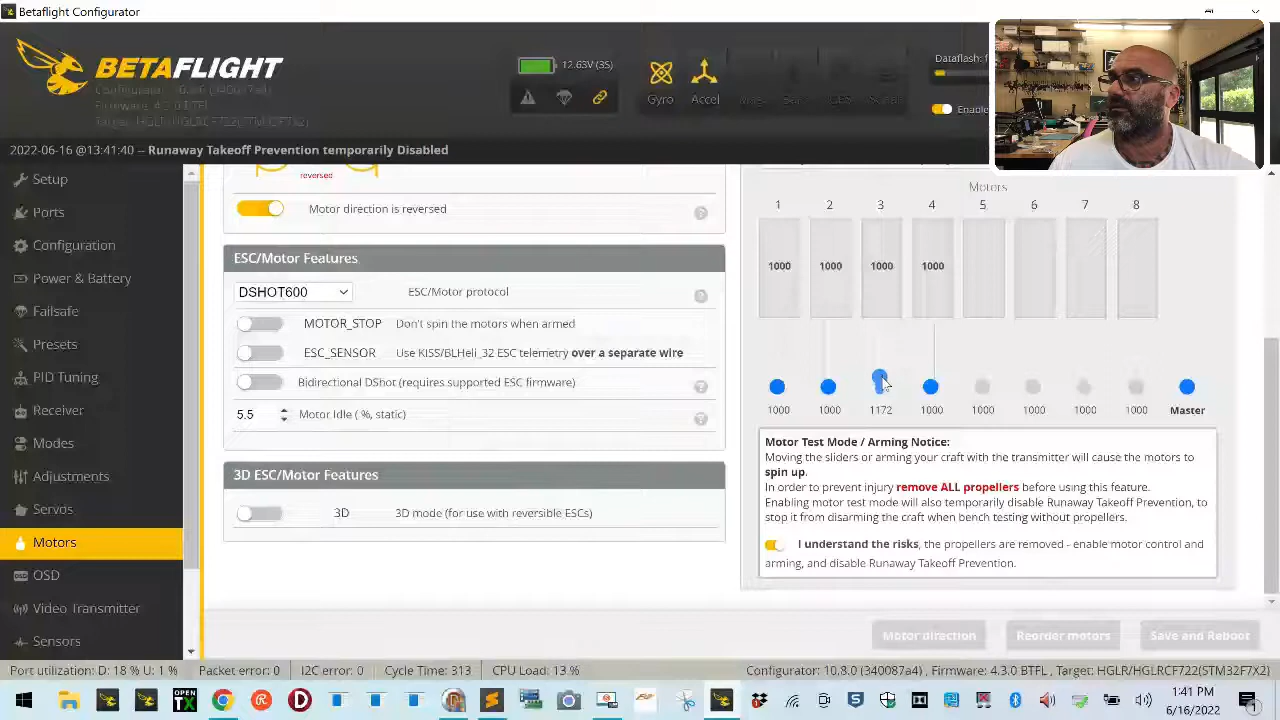 Betaflight Configurator
BETAFLIGHT
2.63V (3S)
Gyro
Accel
Dataflash: f
Enable
2022-06-16 @13:41:40 -- Runaway Takeoff Prevention temporarily Disabled
Setup
Ports
Configuration
Power & Battery
Failsafe
Presets
PID Tuning
Receiver
Modes
Adjustments
Servos
Motors
OSD
Video Transmitter
Sensors
reversed
Motor direction is reversed
ESC/Motor Features
DSHOT600 ESC/Motor protocol
MOTOR_STOP Don't spin the motors when armed
ESC_SENSOR Use KISS/BLHeli_32 ESC telemetry over a separate wire
Bidirectional DShot (requires supported ESC firmware)
5.5 Motor Idle ( %, static)
3D ESC/Motor Features
3D 3D mode (for use with reversible ESCs)
Motors
1 2 3 4 5 6 7 8
1000 1000 1000 1000
1000 1000 1172 1000 1000 1000 1000 1000 Master
Motor Test Mode / Arming Notice:
Moving the sliders or arming your craft with the transmitter will cause the motors to
spin up.
In order to prevent injury remove ALL propellers before using this feature.
Enabling motor test mode will also temporarily disable Runaway Takeoff Prevention, to
stop it from disarming the craft when bench testing without propellers.
I understand the risks, the propellers are removed - enable motor control and
arming, and disable Runaway Takeoff Prevention.
Motor direction Reorder motors Save and Reboot
Port utilization: D: 18 % U: 1 % Packet error: 0 I2C error: 0 Cycle Time: 313 CPU Load: 13 %
Configurator: 10.8.0 (340087a4), Firmware: 4.3.0 BTFL, Target: HGLR/HGLRCF722(STM32F7X2)
OPEN
TX
1:41 PM
6/16/2022